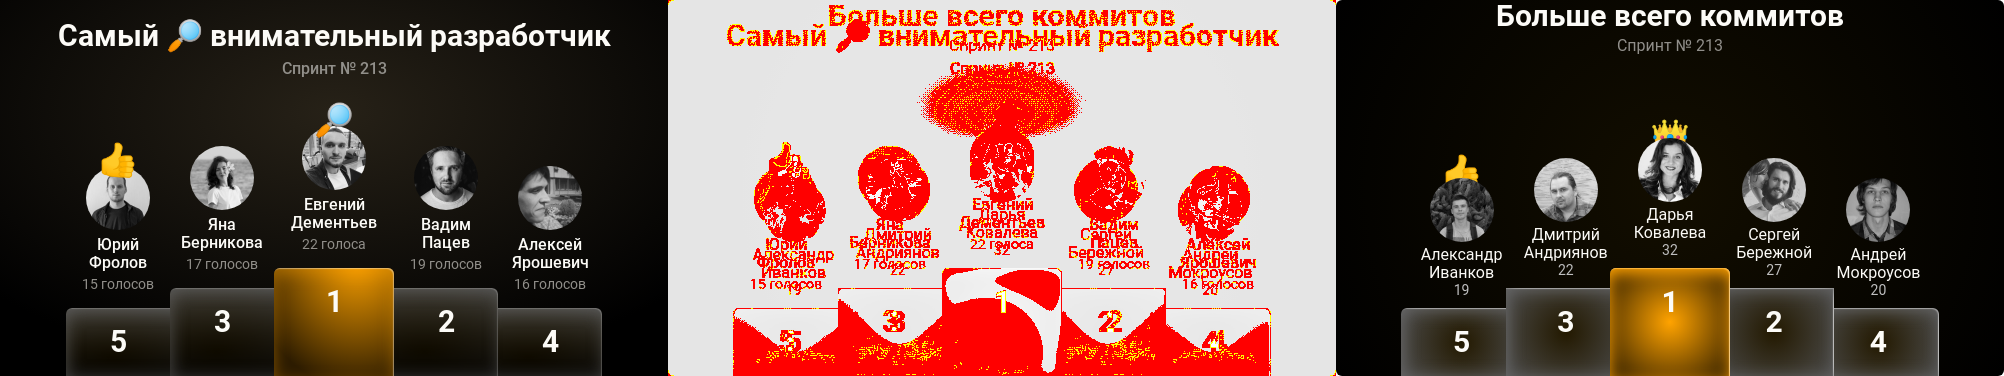 Самый 🔎 внимательный разработчик
Спринт № 213
Евгений
Дементьев
22 голоса
Яна
Берникова
17 голосов
Вадим
Пацев
19 голосов
Юрий
Фролов
15 голосов
Алексей
Ярошевич
16 голосов
1
3
2
5
4
Больше всего коммитов
Самый внимательный разработчик
Спринт № 213
Спринт № 213
Евгений
Дарья
Дементьев
Ковалева
22 голоса
32
Яна
Дмитрий
Берникова
Андриянов
17 голосов
22
Вадим
Сергей
Пацев
Бережной
19 голосов
27
Юрий
Александр
Фролов
Иванков
15 голосов
19
Алексей
Андрей
Ярошевич
Мокроусов
16 голосов
20
1
3
2
5
4
Больше всего коммитов
Спринт № 213
Дарья
Ковалева
32
Дмитрий
Андриянов
22
Сергей
Бережной
27
Александр
Иванков
19
Андрей
Мокроусов
20
1
3
2
5
4